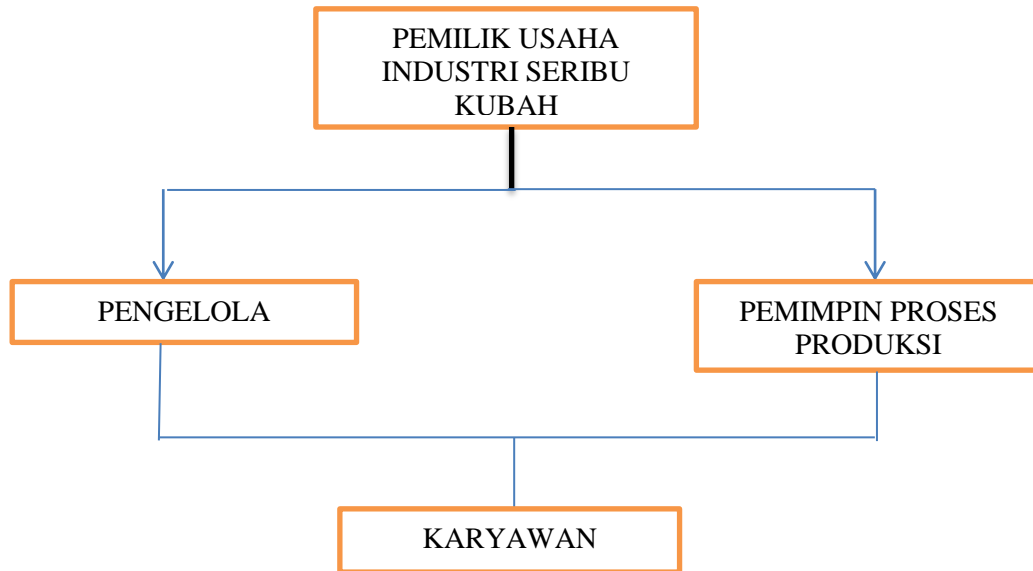 PEMILIK USAHA
INDUSTRI SERIBU
KUBAH
PENGELOLA
PEMIMPIN PROSES
PRODUKSI
KARYAWAN